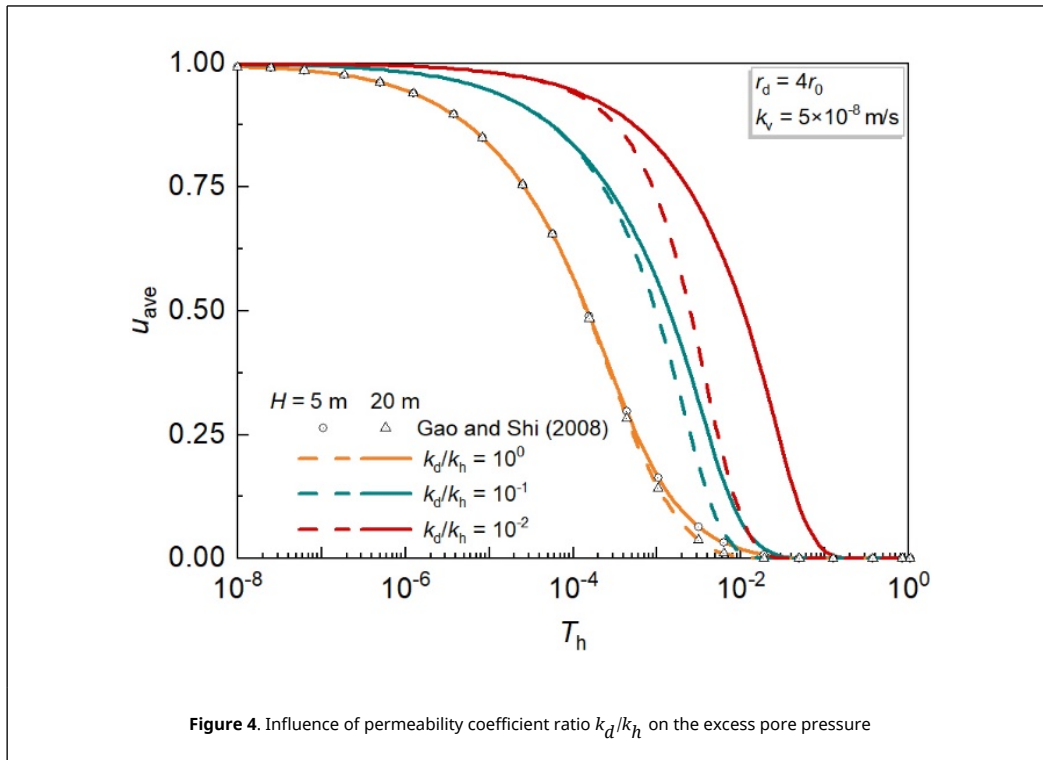 1.00
0.75
0.50
0.25
0.00
u_ave
r_d = 4r_0
k_v = 5×10^-8 m/s
H = 5 m 20 m
Gao and Shi (2008)
k_d/k_h = 10^0
k_d/k_h = 10^-1
k_d/k_h = 10^-2
10^-8 10^-6 10^-4 10^-2 10^0
T_h
Figure 4. Influence of permeability coefficient ratio k_d/k_h on the excess pore pressure